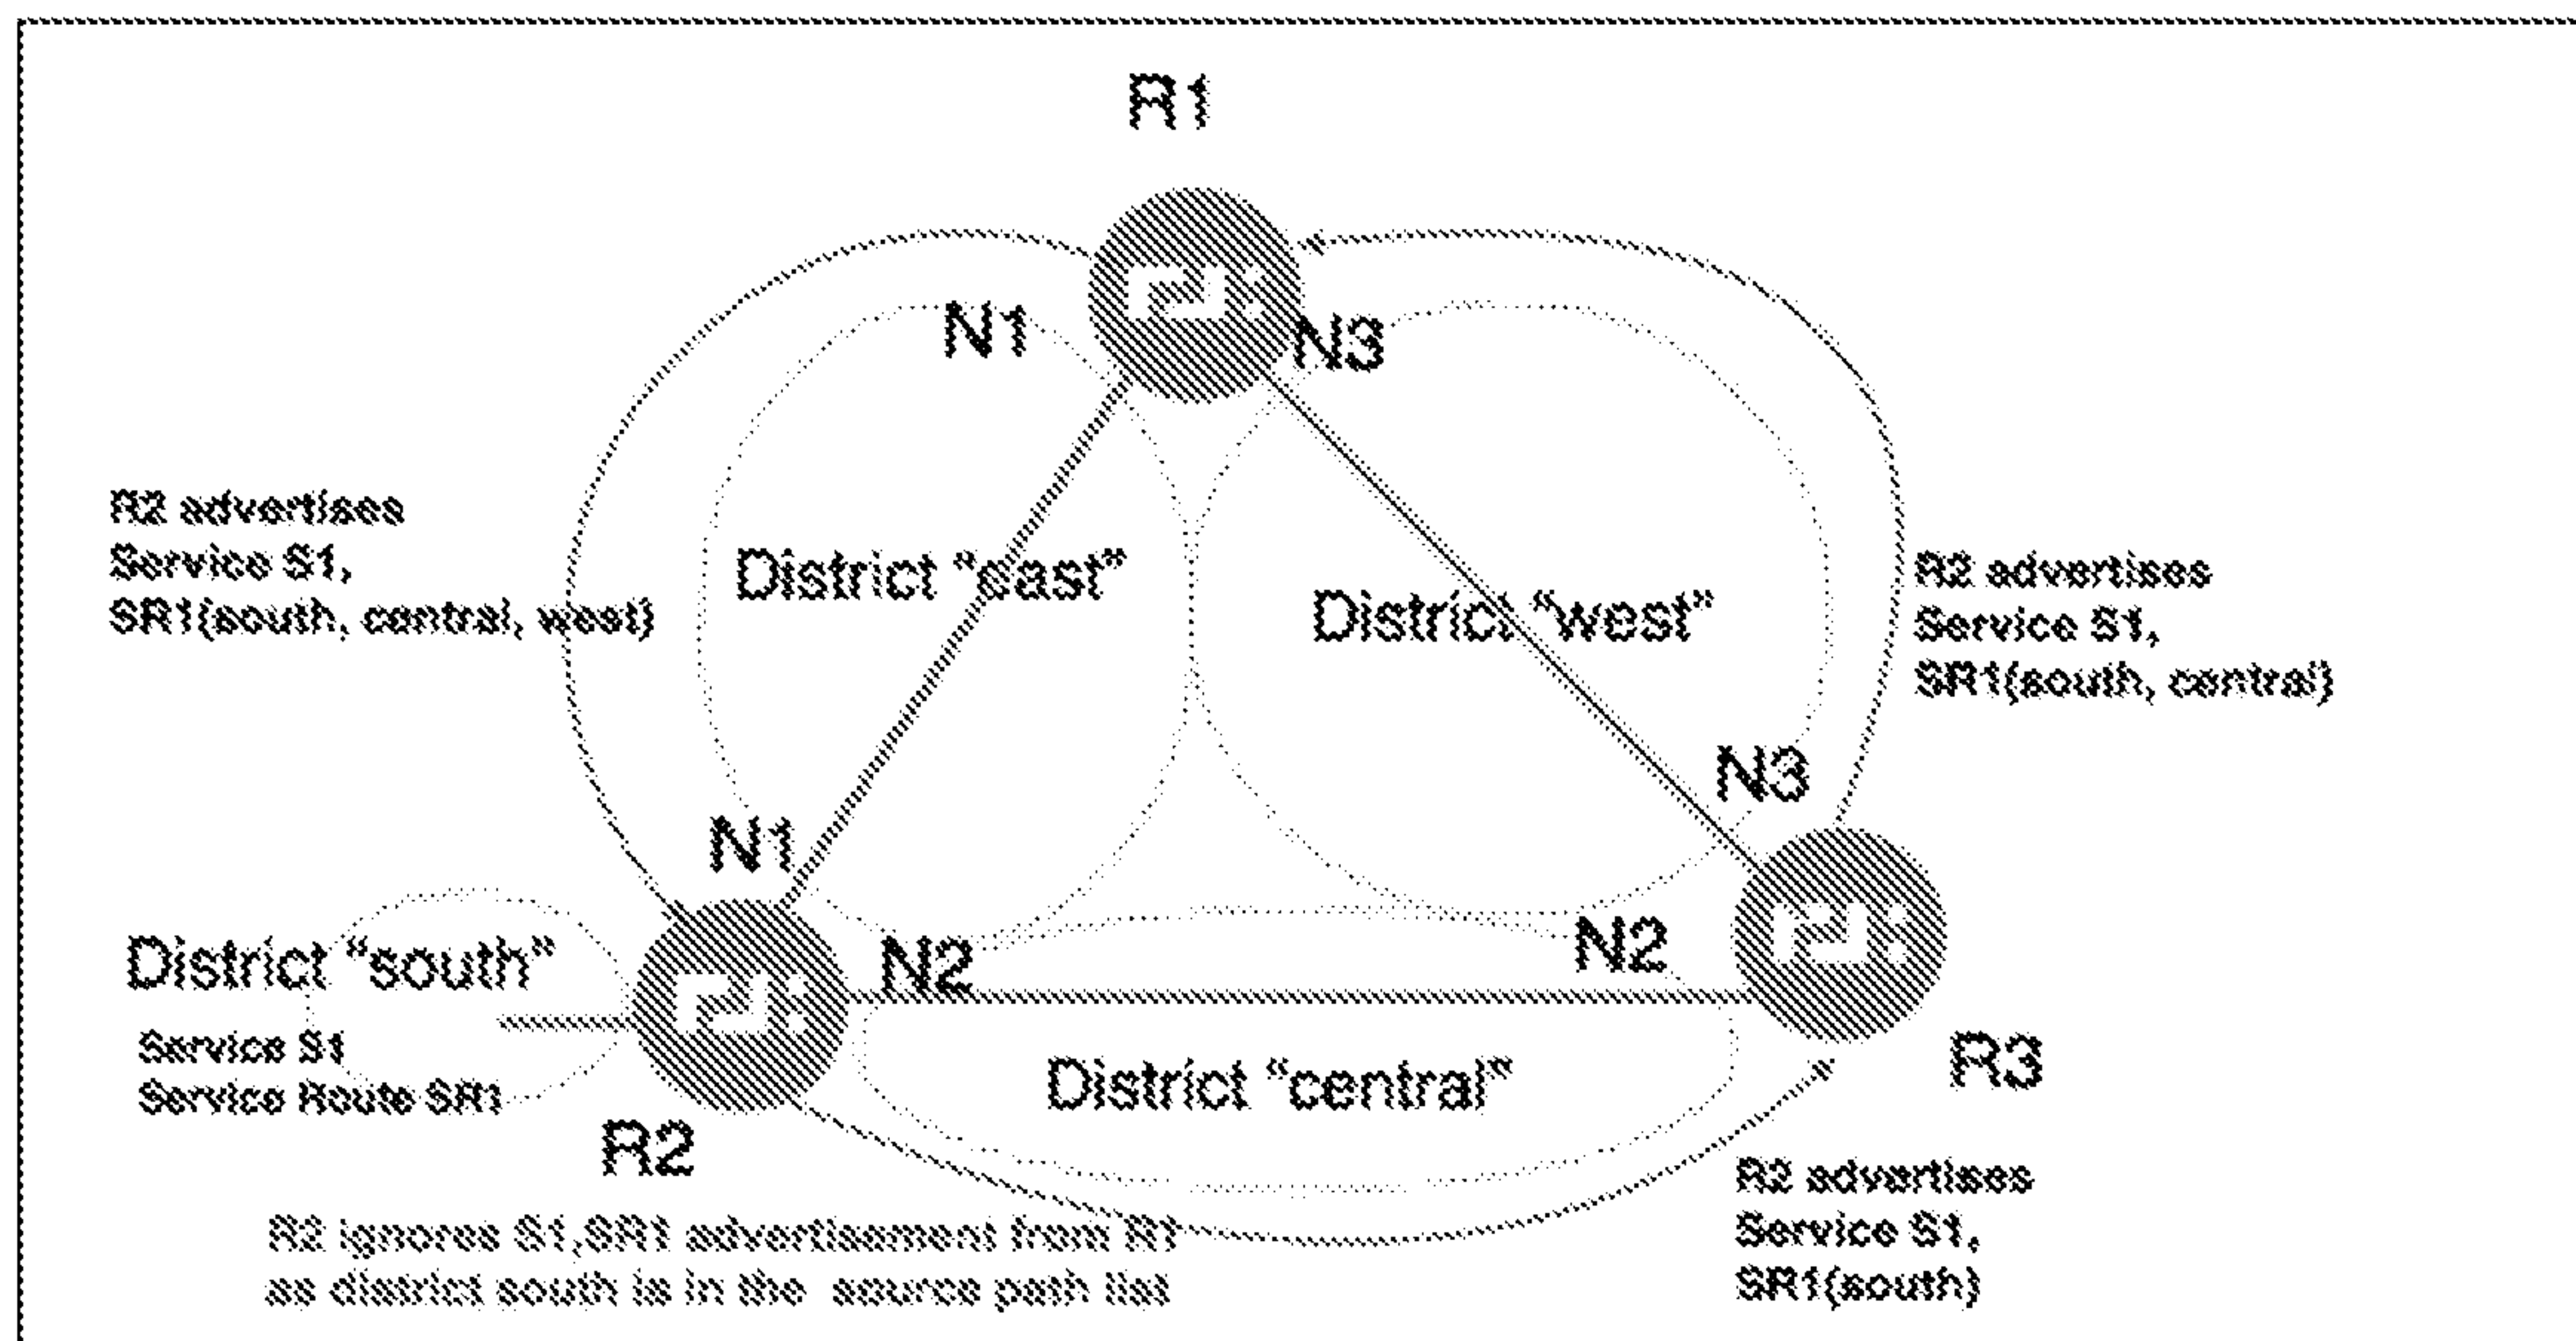 R1
N1
N3
R2 advertises
Service S1,
SR1(south, central, west)
District "east"
District "west"
R2 advertises
Service S1,
SR1(south, central)
N3
N1
District "south"
N2
N2
Service S1
Service Route SR1
District "central"
R3
R2
R2 advertises
Service S1,
SR1(south)
R2 ignores S1,SR1 advertisement from R1
as district south is in the source path list